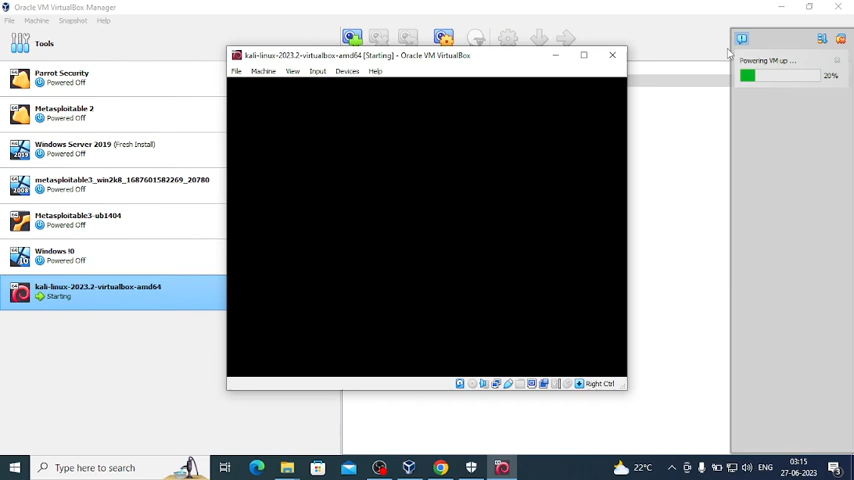 Oracle VM VirtualBox Manager
File Machine Snapshot Help
Tools
Parrot Security
Powered Off
Metasploitable 2
Powered Off
Windows Server 2019 (Fresh Install)
Powered Off
metasploitable3_win2k8_1687601582269_20780
Powered Off
Metasploitable3-ub1404
Powered Off
Windows !0
Powered Off
kali-linux-2023.2-virtualbox-amd64
Starting
kali-linux-2023.2-virtualbox-amd64 [Starting] - Oracle VM VirtualBox
File Machine View Input Devices Help
Right Ctrl
Powering VM up ...
20%
Type here to search
22°C
ENG
03:15
27-06-2023
3